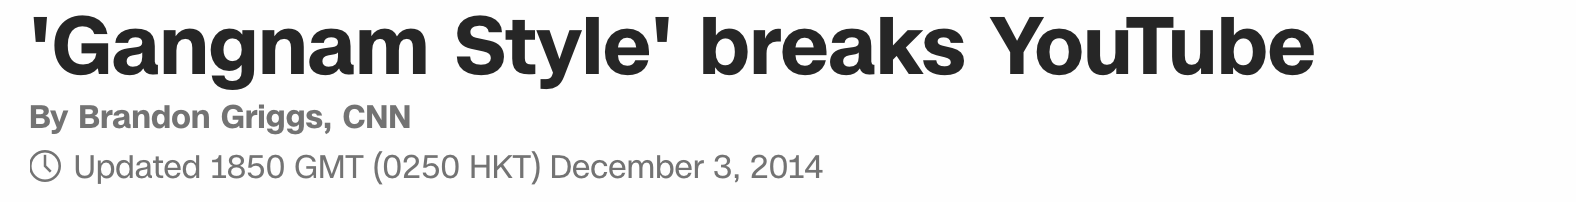 'Gangnam Style' breaks YouTube
By Brandon Griggs, CNN
Updated 1850 GMT (0250 HKT) December 3, 2014